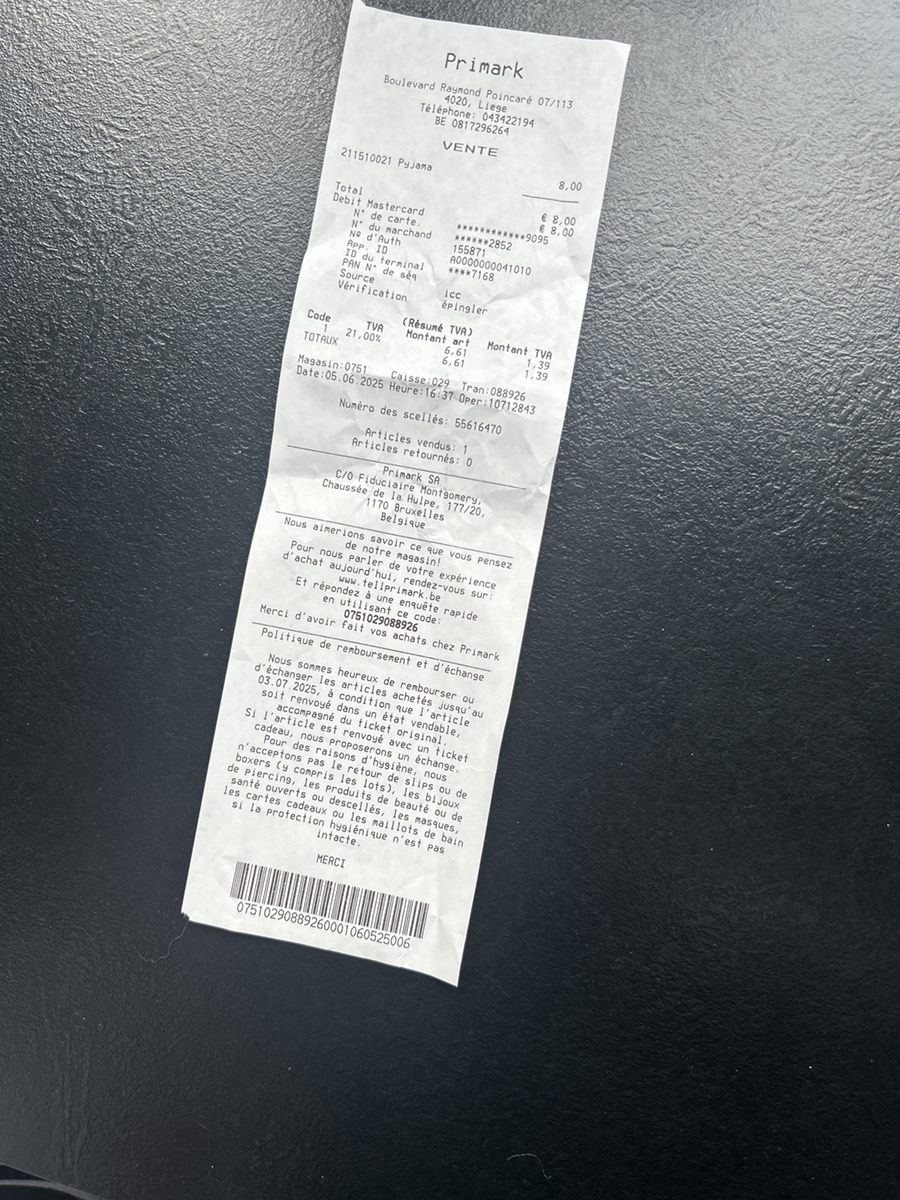 Primark
Boulevard Raymond Poincaré 07/113
4020, Liege
Téléphone: 043422194
BE 0817296264
VENTE
211510021 Pyjama 8,00
Total € 8,00
Debit Mastercard € 8,00
N° de carte. ************9095
N° du marchand ******2852
Nº d'Auth 155871
App. ID A0000000041010
ID du terminal ****7168
PAN N° de séq
Source icc
Vérification épingler
(Résumé TVA)
Code TVA Montant art Montant TVA
1 21,00% 6,61 1,39
TOTAUX 6,61 1,39
Magasin:0751 Caisse:029 Tran:088926
Date:05.06.2025 Heure:16:37 Oper:10712843
Numéro des scellés: 55616470
Articles vendus: 1
Articles retournés: 0
Primark SA
C/O Fiduciaire Montgomery,
Chaussée de la Hulpe, 177/20,
1170 Bruxelles
Belgique
Nous aimerions savoir ce que vous pensez
de notre magasin!
Pour nous parler de votre expérience
d'achat aujourd'hui, rendez-vous sur:
www.tellprimark.be
Et répondez à une enquête rapide
en utilisant ce code:
0751029088926
Merci d'avoir fait vos achats chez Primark
Politique de remboursement et d'échange
Nous sommes heureux de rembourser ou
d'échanger les articles achetés jusqu'au
03.07.2025, à condition que l'article
soit renvoyé dans un état vendable,
accompagné du ticket original.
Si l'article est renvoyé avec un ticket
cadeau, nous proposerons un échange.
Pour des raisons d'hygiène, nous
n'acceptons pas le retour de slips ou de
boxers (y compris les lots), les bijoux
de piercing, les produits de beauté ou de
santé ouverts ou descellés, les masques,
les cartes cadeaux ou les maillots de bain
si la protection hygiénique n'est pas
intacte.
MERCI
0751029088926000106052500​6